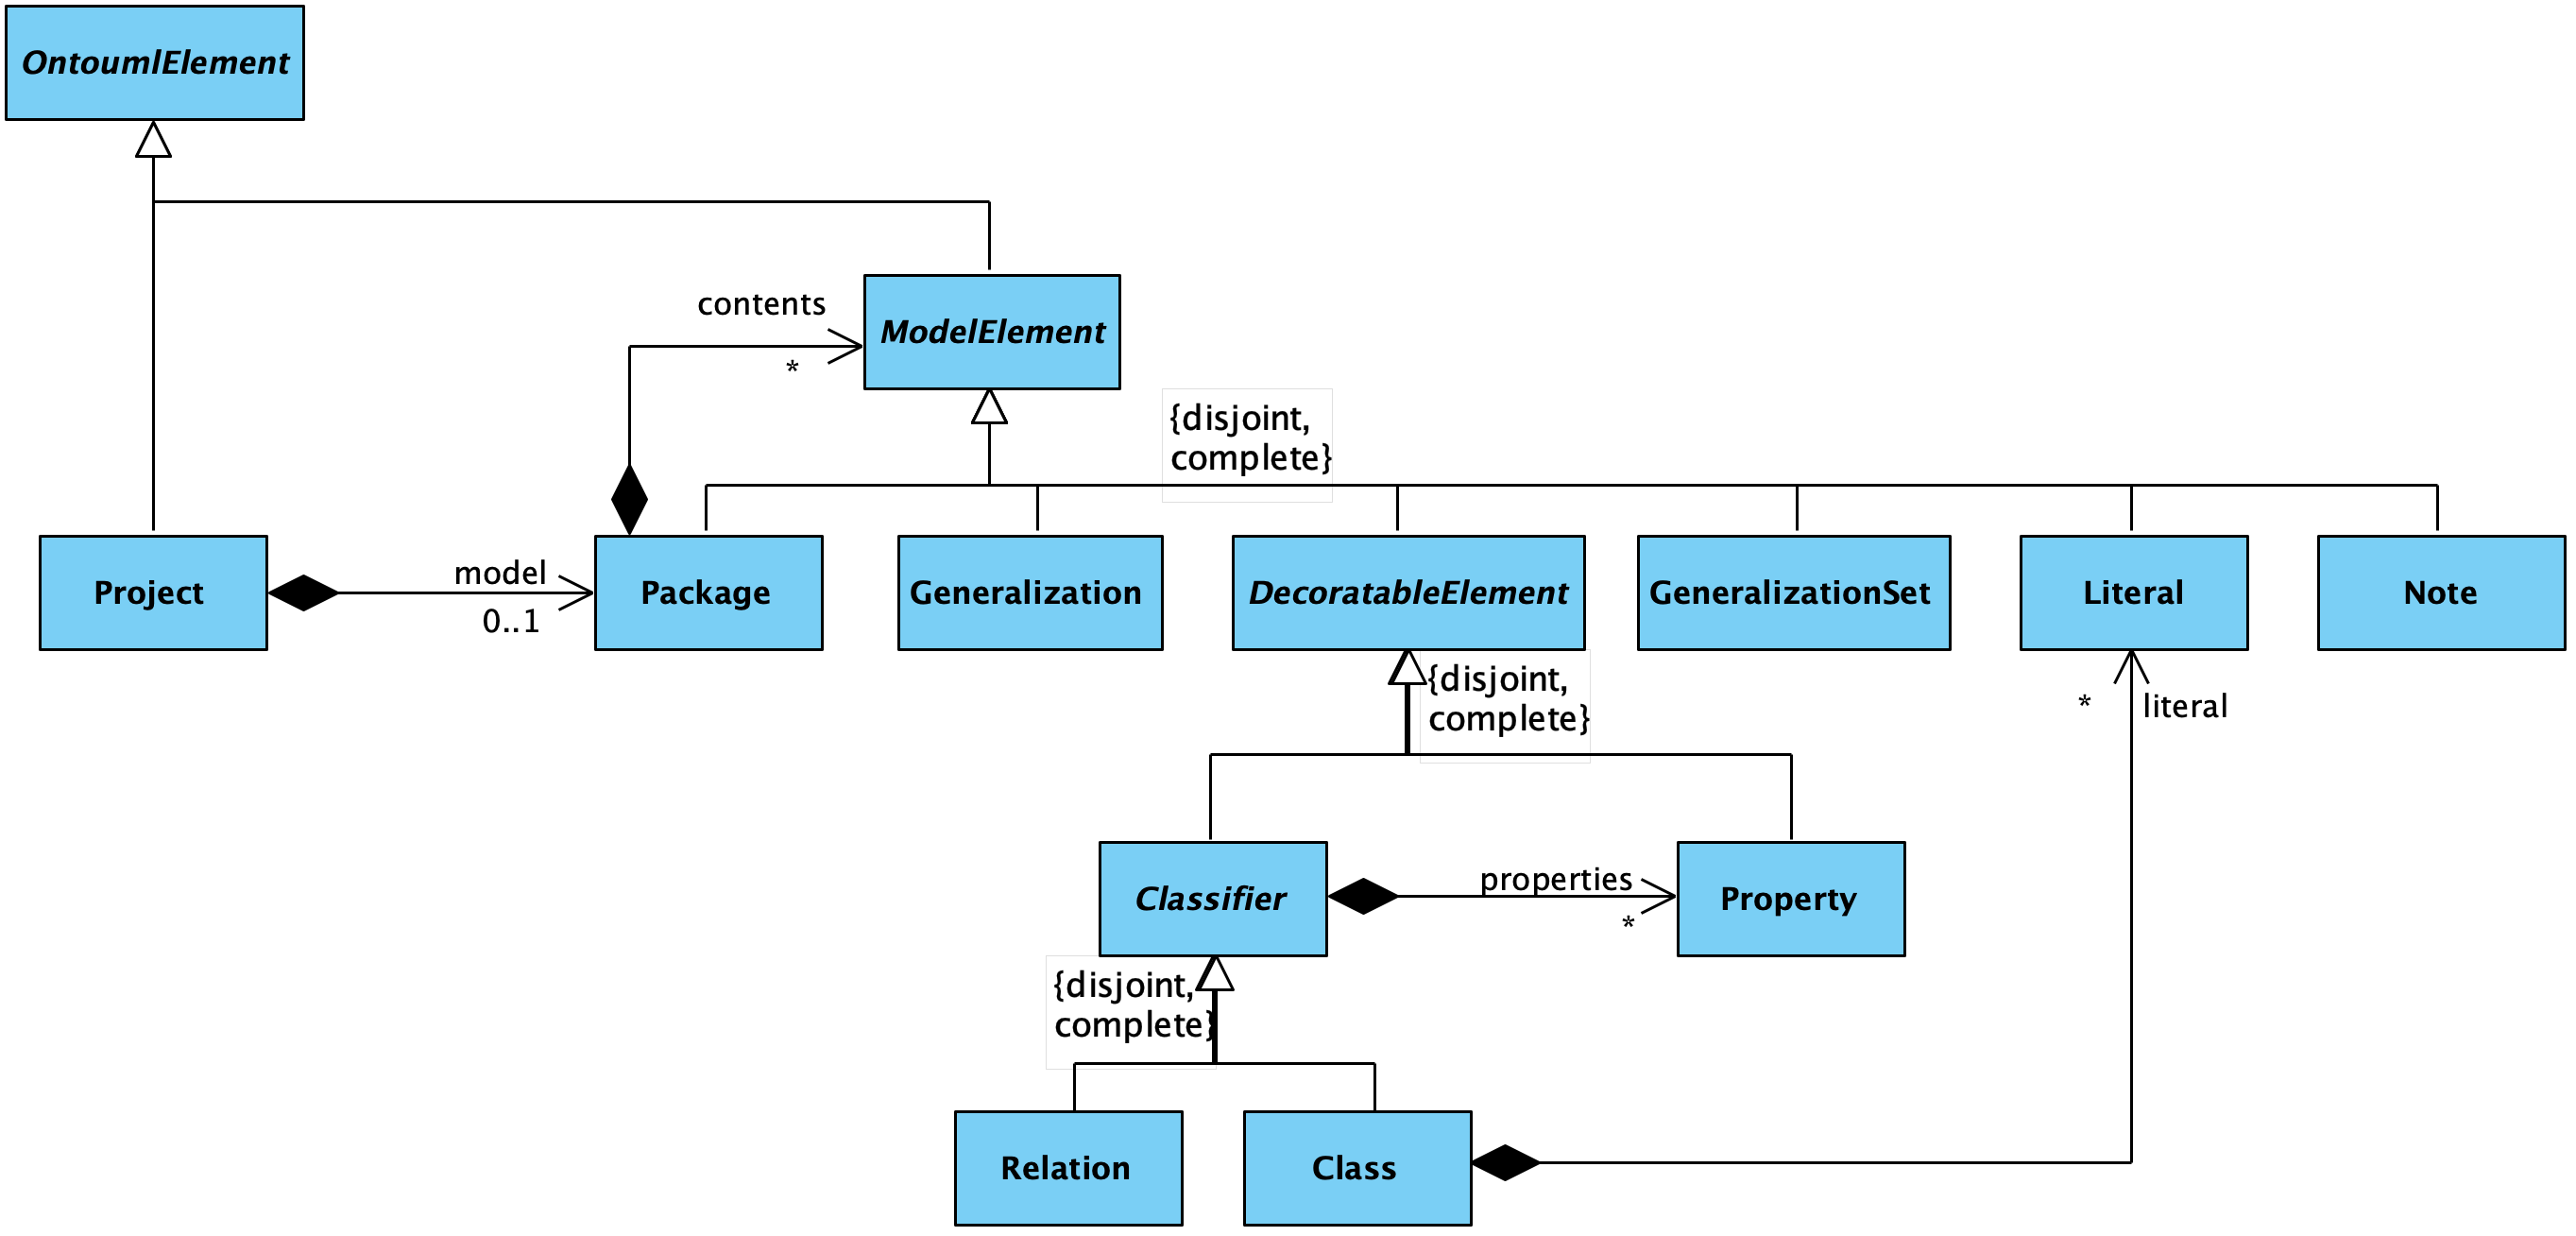 OntoumlElement
contents
ModelElement
*
{disjoint,
complete}
Project
model
0..1
Package
Generalization
DecoratableElement
GeneralizationSet
Literal
Note
{disjoint,
complete}
*
literal
Classifier
properties
*
Property
{disjoint,
complete}
Relation
Class